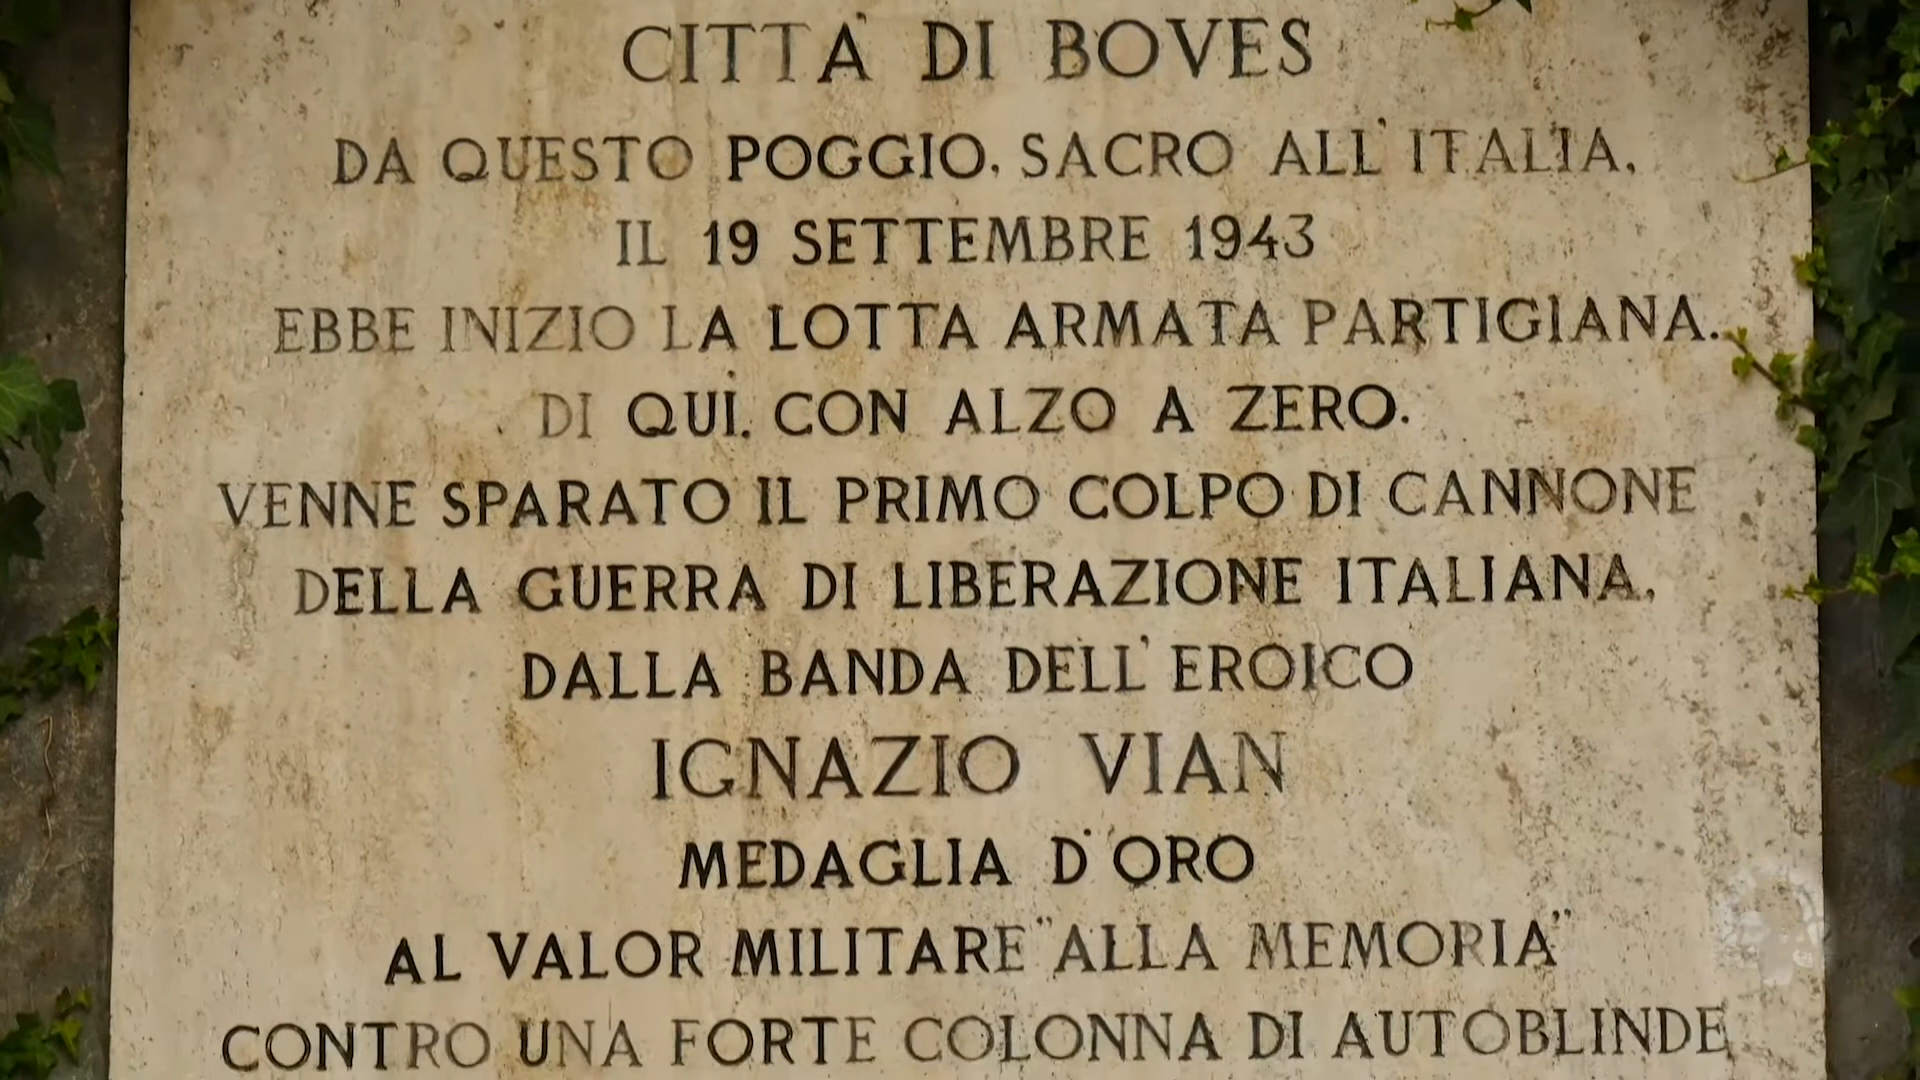 CITTÀ DI BOVES
DA QUESTO POGGIO, SACRO ALL'ITALIA,
IL 19 SETTEMBRE 1943
EBBE INIZIO LA LOTTA ARMATA PARTIGIANA.
DI QUI, CON ALZO A ZERO.
VENNE SPARATO IL PRIMO COLPO DI CANNONE
DELLA GUERRA DI LIBERAZIONE ITALIANA,
DALLA BANDA DELL'EROICO
IGNAZIO VIAN
MEDAGLIA D'ORO
AL VALOR MILITARE "ALLA MEMORIA"
CONTRO UNA FORTE COLONNA DI AUTOBLINDE